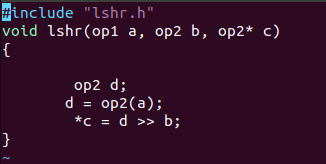 #include "lshr.h"
void lshr(op1 a, op2 b, op2* c)
{
op2 d;
d = op2(a);
*c = d >> b;
}
~